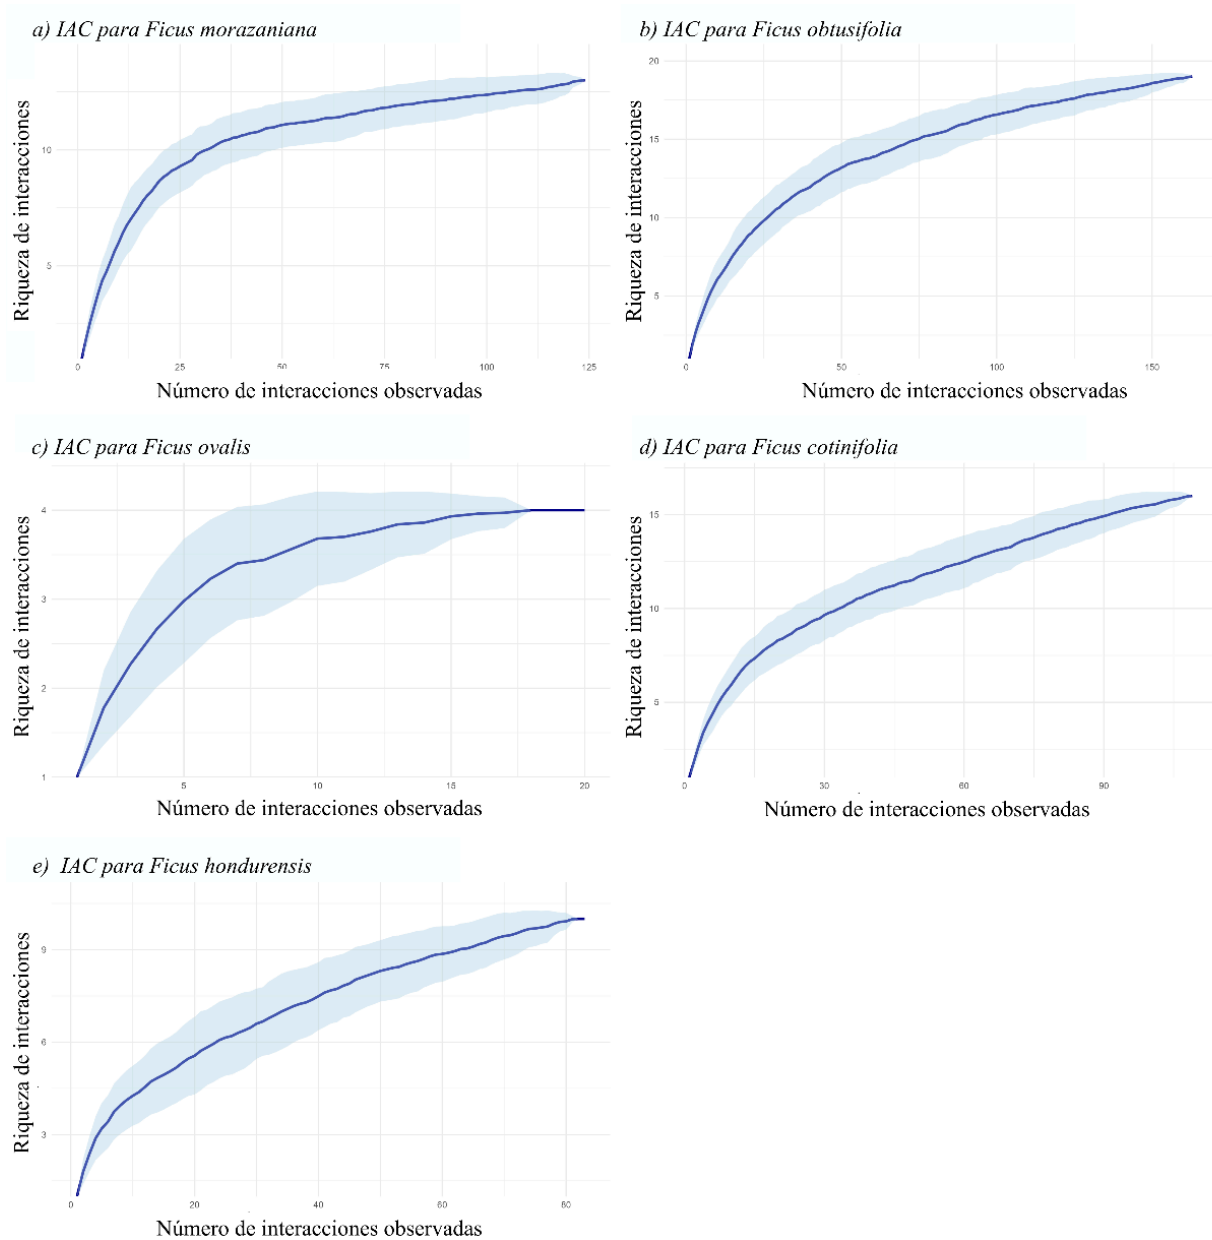 a) IAC para Ficus morazaniana
Riqueza de interacciones
10
5
0 25 50 75 100 125
Número de interacciones observadas
b) IAC para Ficus obtusifolia
Riqueza de interacciones
20
15
10
5
0 50 100 150
Número de interacciones observadas
c) IAC para Ficus ovalis
Riqueza de interacciones
4
3
2
1
5 10 15 20
Número de interacciones observadas
d) IAC para Ficus cotinifolia
Riqueza de interacciones
15
10
5
0 30 60 90
Número de interacciones observadas
e) IAC para Ficus hondurensis
Riqueza de interacciones
9
6
3
0 20 40 60 80
Número de interacciones observadas